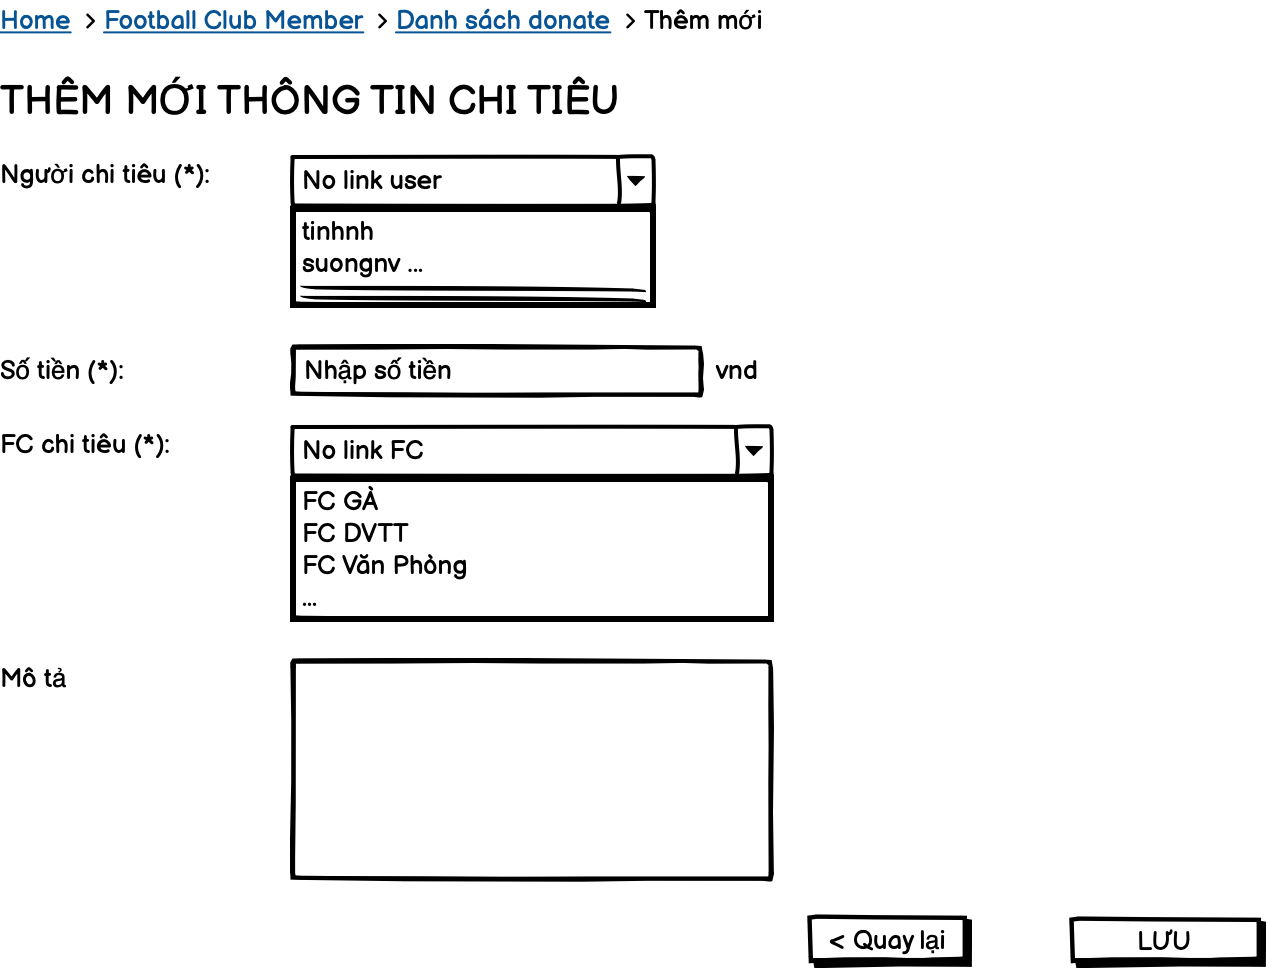 Home > Football Club Member > Danh sách donate > Thêm mới
THÊM MỚI THÔNG TIN CHI TIÊU
Người chi tiêu (*):
No link user
tinhnh
suongnv ...
Số tiền (*):
Nhập số tiền
vnd
FC chi tiêu (*):
No link FC
FC GÀ
FC DVTT
FC Văn Phòng
...
Mô tả
< Quay lại
LƯU